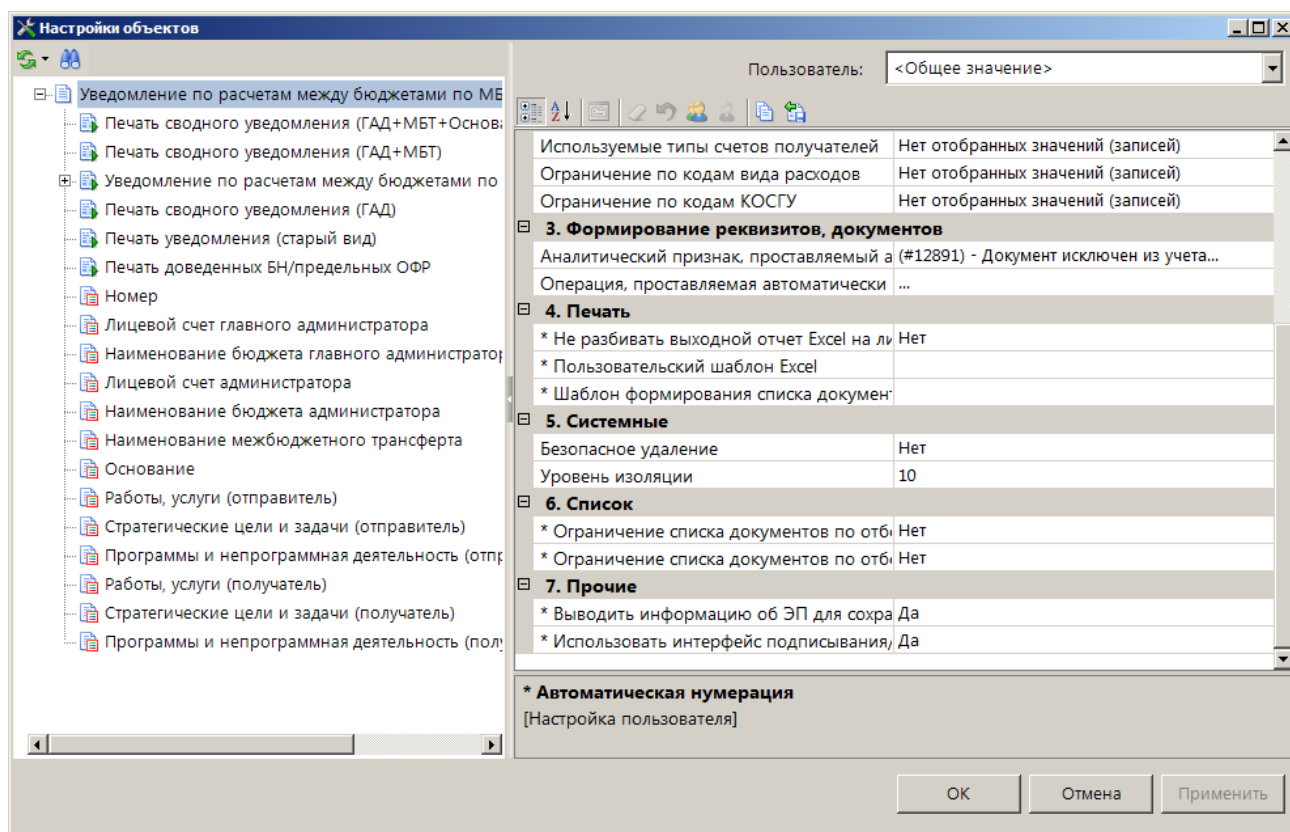 Настройки объектов
Пользователь: <Общее значение>
Уведомление по расчетам между бюджетами по МБ
Печать сводного уведомления (ГАД+МБТ+Основ
Печать сводного уведомления (ГАД+МБТ)
Уведомление по расчетам между бюджетами по
Печать сводного уведомления (ГАД)
Печать уведомления (старый вид)
Печать доведенных БН/предельных ОФР
Номер
Лицевой счет главного администратора
Наименование бюджета главного администратор
Лицевой счет администратора
Наименование бюджета администратора
Наименование межбюджетного трансферта
Основание
Работы, услуги (отправитель)
Стратегические цели и задачи (отправитель)
Программы и непрограммная деятельность (отпр
Работы, услуги (получатель)
Стратегические цели и задачи (получатель)
Программы и непрограммная деятельность (полу
Используемые типы счетов получателей Нет отобранных значений (записей)
Ограничение по кодам вида расходов Нет отобранных значений (записей)
Ограничение по кодам КОСГУ Нет отобранных значений (записей)
3. Формирование реквизитов, документов
Аналитический признак, проставляемый а (#12891) - Документ исключен из учета...
Операция, проставляемая автоматически ...
4. Печать
* Не разбивать выходной отчет Excel на ли Нет
* Пользовательский шаблон Excel
* Шаблон формирования списка документ
5. Системные
Безопасное удаление Нет
Уровень изоляции 10
6. Список
* Ограничение списка документов по отб Нет
* Ограничение списка документов по отб Нет
7. Прочие
* Выводить информацию об ЭП для сохра Да
* Использовать интерфейс подписывания/ Да
* Автоматическая нумерация
[Настройка пользователя]
ОК Отмена Применить